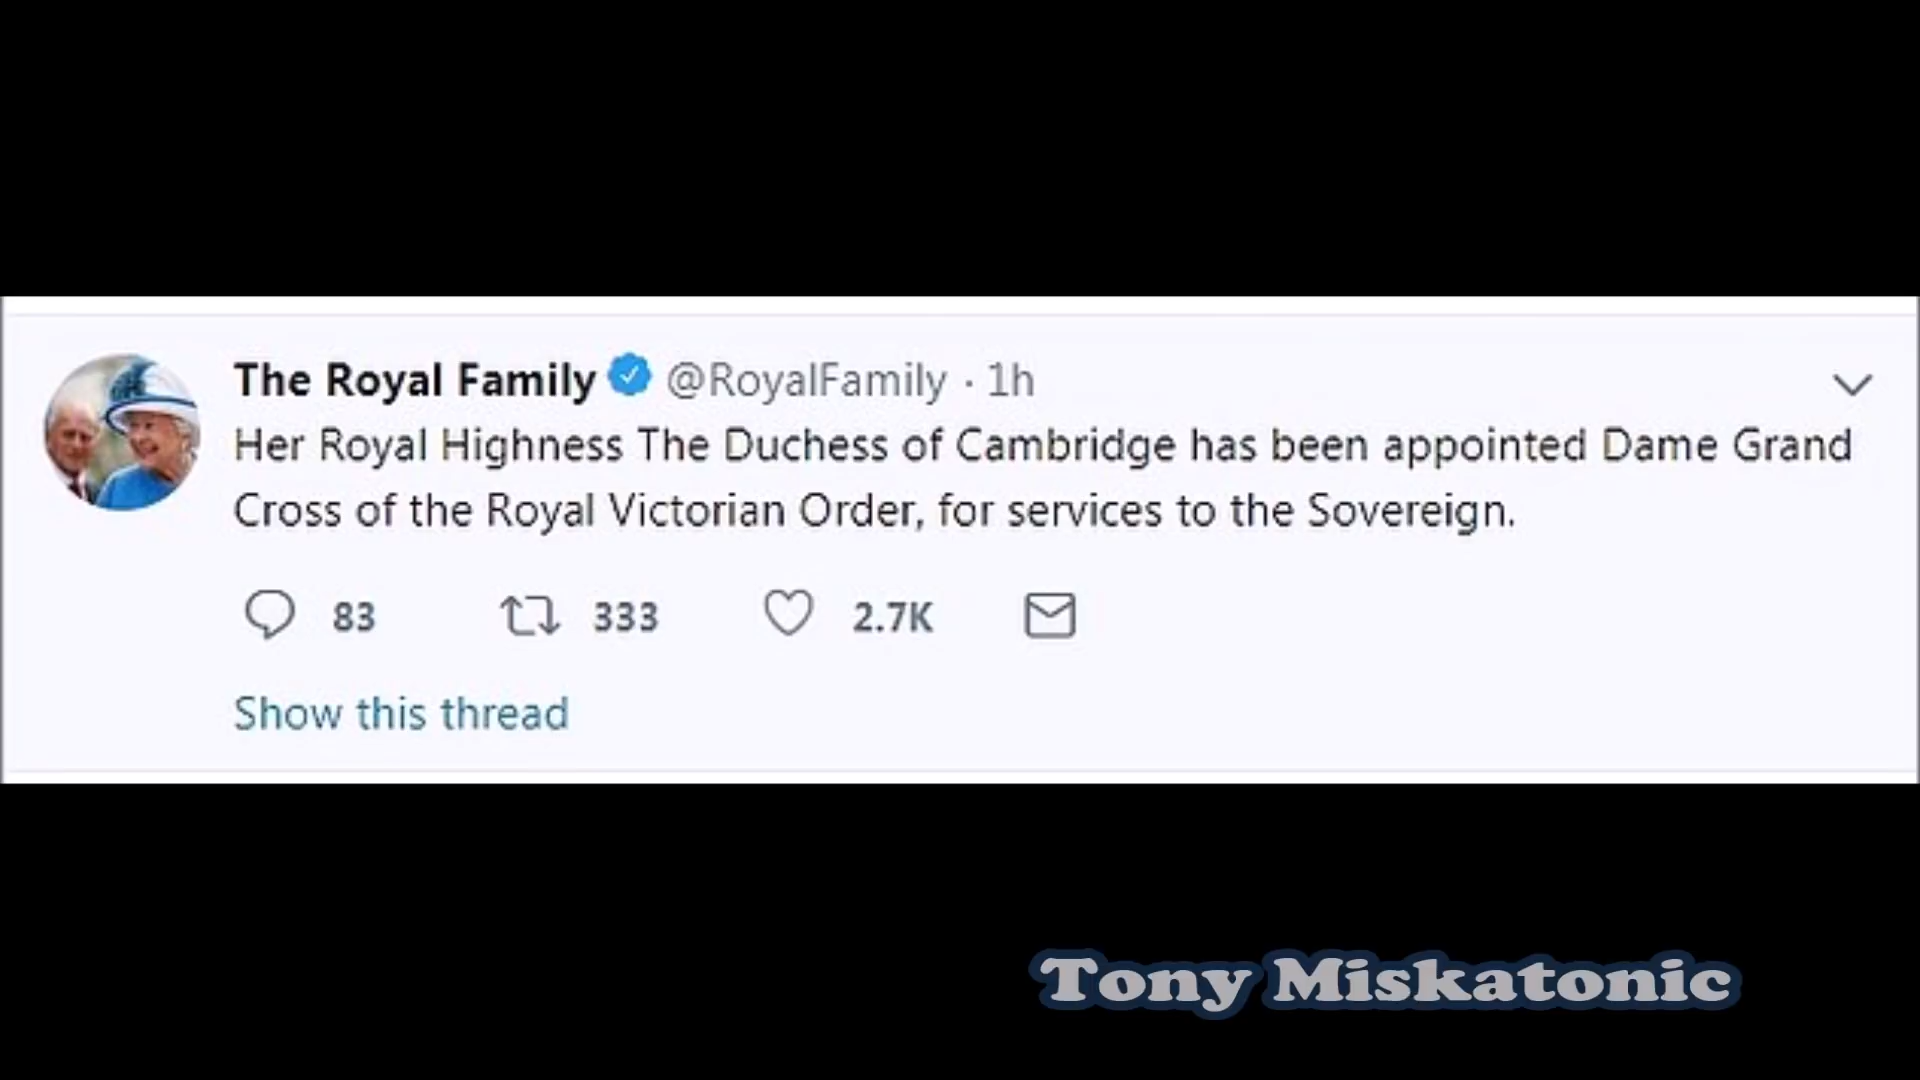 The Royal Family @RoyalFamily · 1h
Her Royal Highness The Duchess of Cambridge has been appointed Dame Grand
Cross of the Royal Victorian Order, for services to the Sovereign.
83 333 2.7K
Show this thread
Tony Miskatonic